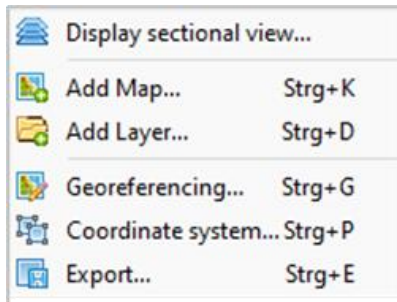 Display sectional view...
Add Map... Strg+K
Add Layer... Strg+D
Georeferencing... Strg+G
Coordinate system... Strg+P
Export... Strg+E